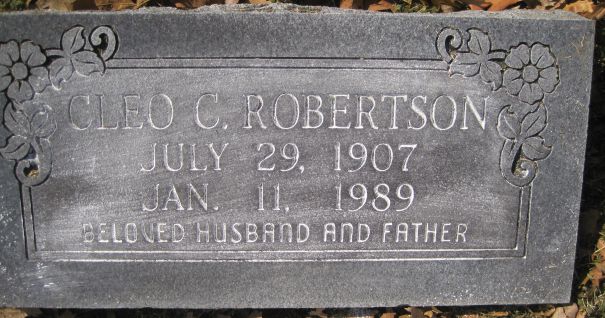 CLEO C. ROBERTSON
JULY 29, 1907
JAN. 11, 1989
BELOVED HUSBAND AND FATHER